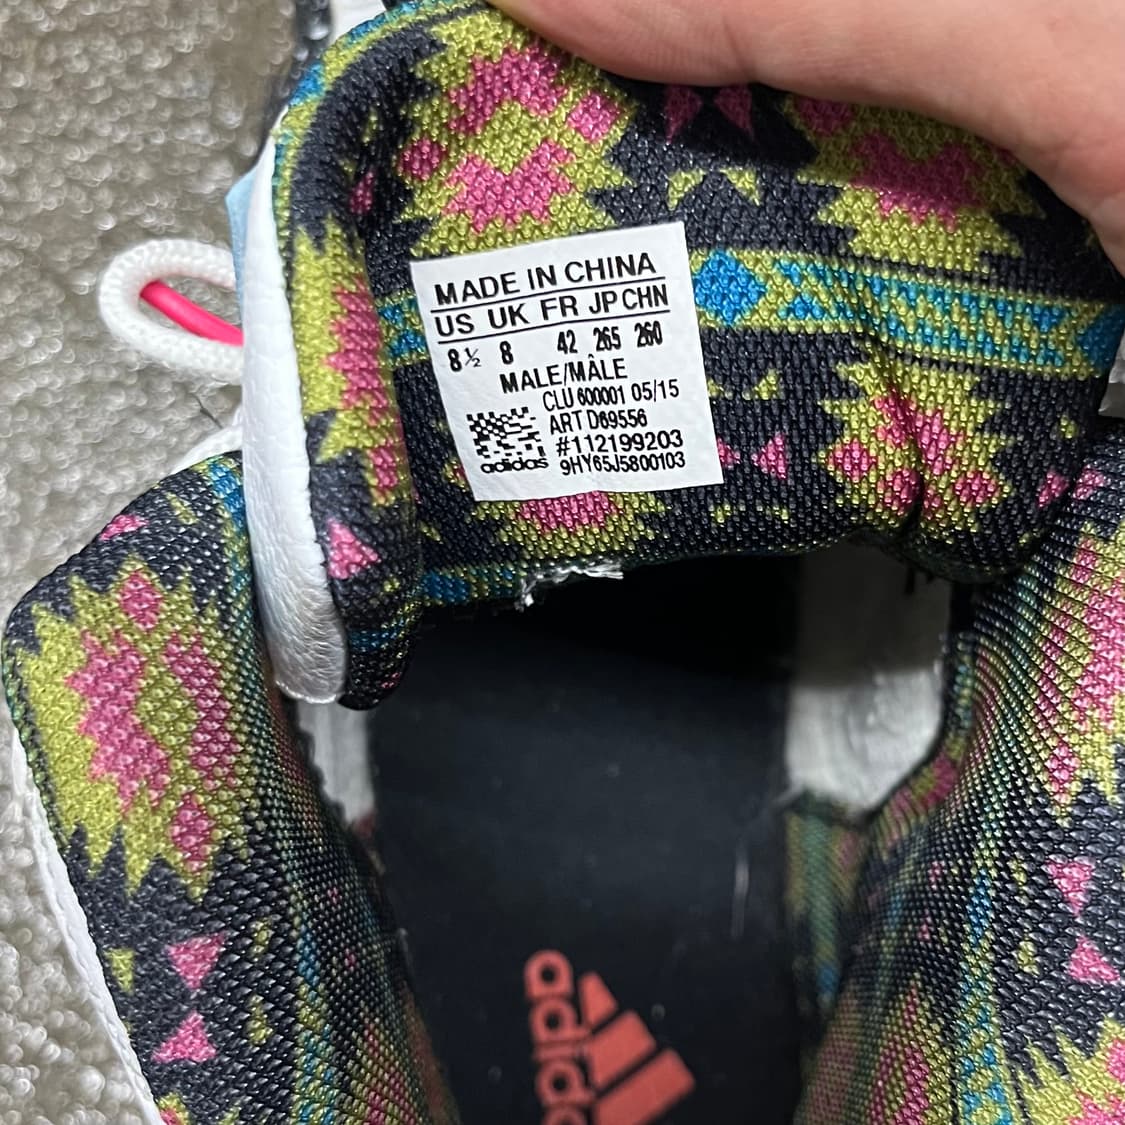 MADE IN CHINA
US UK FR JP CHN
8½ 8 42 265 260
MALE/MÂLE
CLU 600001 05/15
ART D69556
#112199203
adidas 9HY65J5800103
adidas